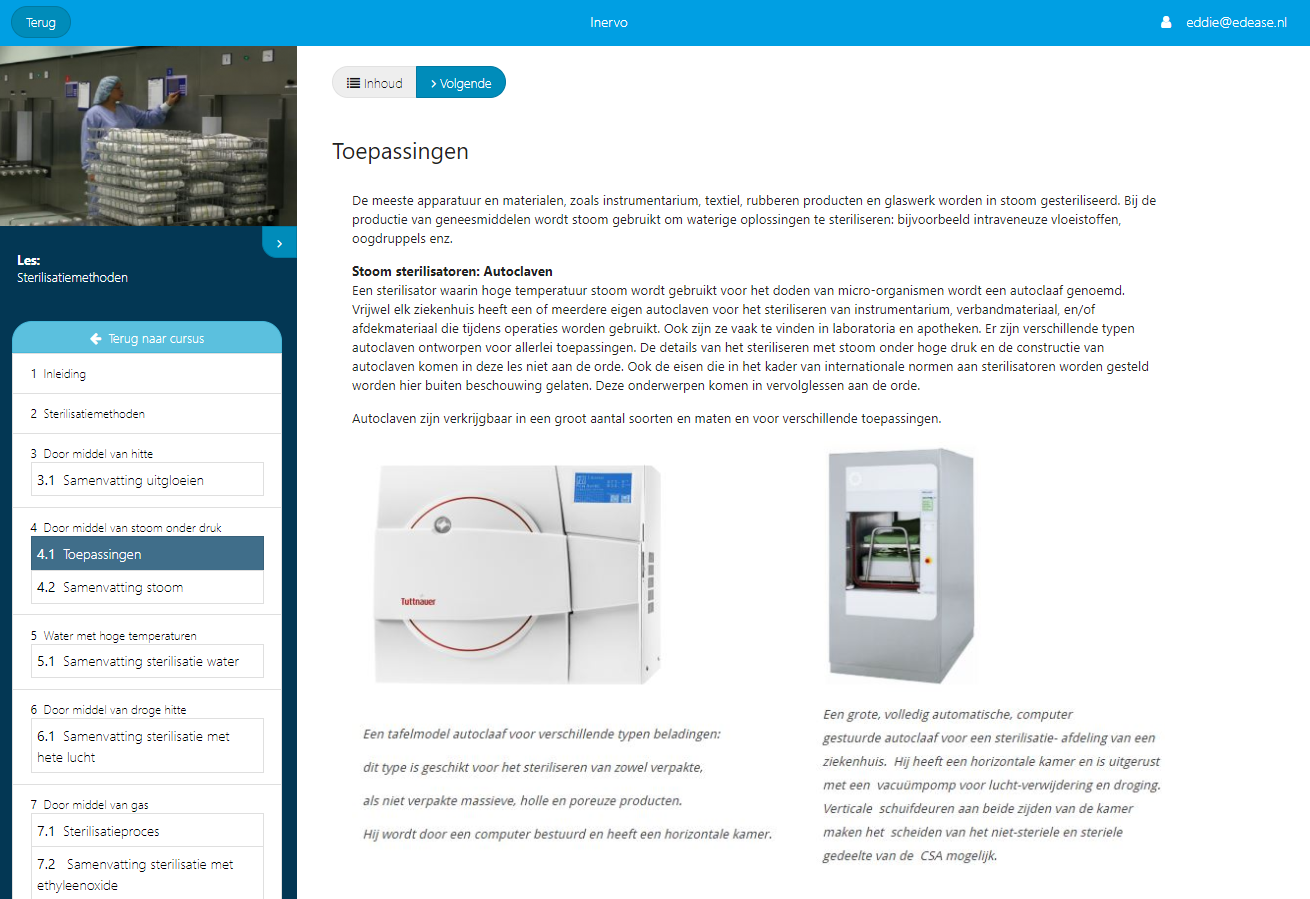 Terug
Inervo
eddie@edease.nl
Inhoud
Volgende
Les:
Sterilisatiemethoden
Terug naar cursus
1 Inleiding
2 Sterilisatiemethoden
3 Door middel van hitte
3.1 Samenvatting uitgloeien
4 Door middel van stoom onder druk
4.1 Toepassingen
4.2 Samenvatting stoom
5 Water met hoge temperaturen
5.1 Samenvatting sterilisatie water
6 Door middel van droge hitte
6.1 Samenvatting sterilisatie met
hete lucht
7 Door middel van gas
7.1 Sterilisatieproces
7.2 Samenvatting sterilisatie met
ethyleenoxide
Toepassingen
De meeste apparatuur en materialen, zoals instrumentarium, textiel, rubberen producten en glaswerk worden in stoom gesteriliseerd. Bij de
productie van geneesmiddelen wordt stoom gebruikt om waterige oplossingen te steriliseren: bijvoorbeeld intraveneuze vloeistoffen,
oogdruppels enz.
Stoom sterilisatoren: Autoclaven
Een sterilisator waarin hoge temperatuur stoom wordt gebruikt voor het doden van micro-organismen wordt een autoclaaf genoemd.
Vrijwel elk ziekenhuis heeft een of meerdere eigen autoclaven voor het steriliseren van instrumentarium, verbandmateriaal, en/of
afdekmateriaal die tijdens operaties worden gebruikt. Ook zijn ze vaak te vinden in laboratoria en apotheken. Er zijn verschillende typen
autoclaven ontworpen voor allerlei toepassingen. De details van het steriliseren met stoom onder hoge druk en de constructie van
autoclaven komen in deze les niet aan de orde. Ook de eisen die in het kader van internationale normen aan sterilisatoren worden gesteld
worden hier buiten beschouwing gelaten. Deze onderwerpen komen in vervolglessen aan de orde.
Autoclaven zijn verkrijgbaar in een groot aantal soorten en maten en voor verschillende toepassingen.
Tuttnauer
Een tafelmodel autoclaaf voor verschillende typen beladingen:
dit type is geschikt voor het steriliseren van zowel verpakte,
als niet verpakte massieve, holle en poreuze producten.
Hij wordt door een computer bestuurd en heeft een horizontale kamer.
Een grote, volledig automatische, computer
gestuurde autoclaaf voor een sterilisatie- afdeling van een
ziekenhuis. Hij heeft een horizontale kamer en is uitgerust
met een vacuümpomp voor lucht-verwijdering en droging.
Verticale schuifdeuren aan beide zijden van de kamer
maken het scheiden van het niet-steriele en steriele
gedeelte van de CSA mogelijk.